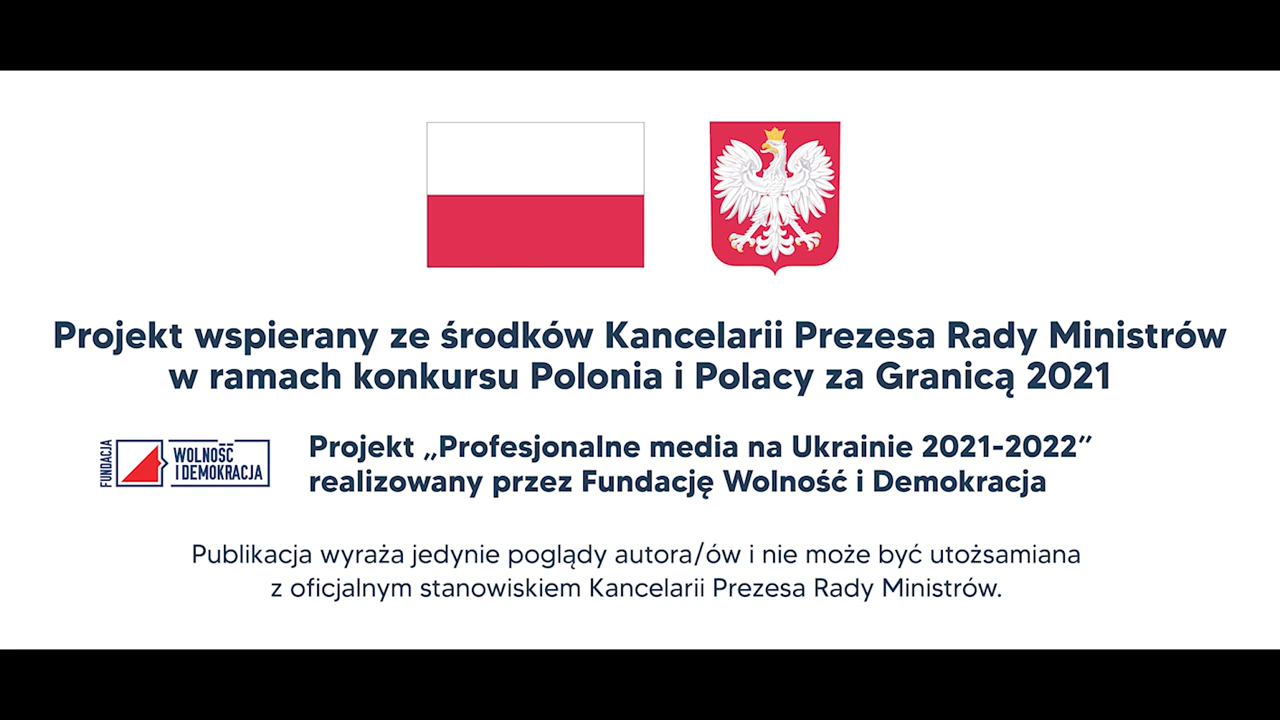 Projekt wspierany ze środków Kancelarii Prezesa Rady Ministrów
w ramach konkursu Polonia i Polacy za Granicą 2021
FUNDACJA
WOLNOŚĆ
I DEMOKRACJA
Projekt „Profesjonalne media na Ukrainie 2021-2022”
realizowany przez Fundację Wolność i Demokracja
Publikacja wyraża jedynie poglądy autora/ów i nie może być utożsamiana
z oficjalnym stanowiskiem Kancelarii Prezesa Rady Ministrów.